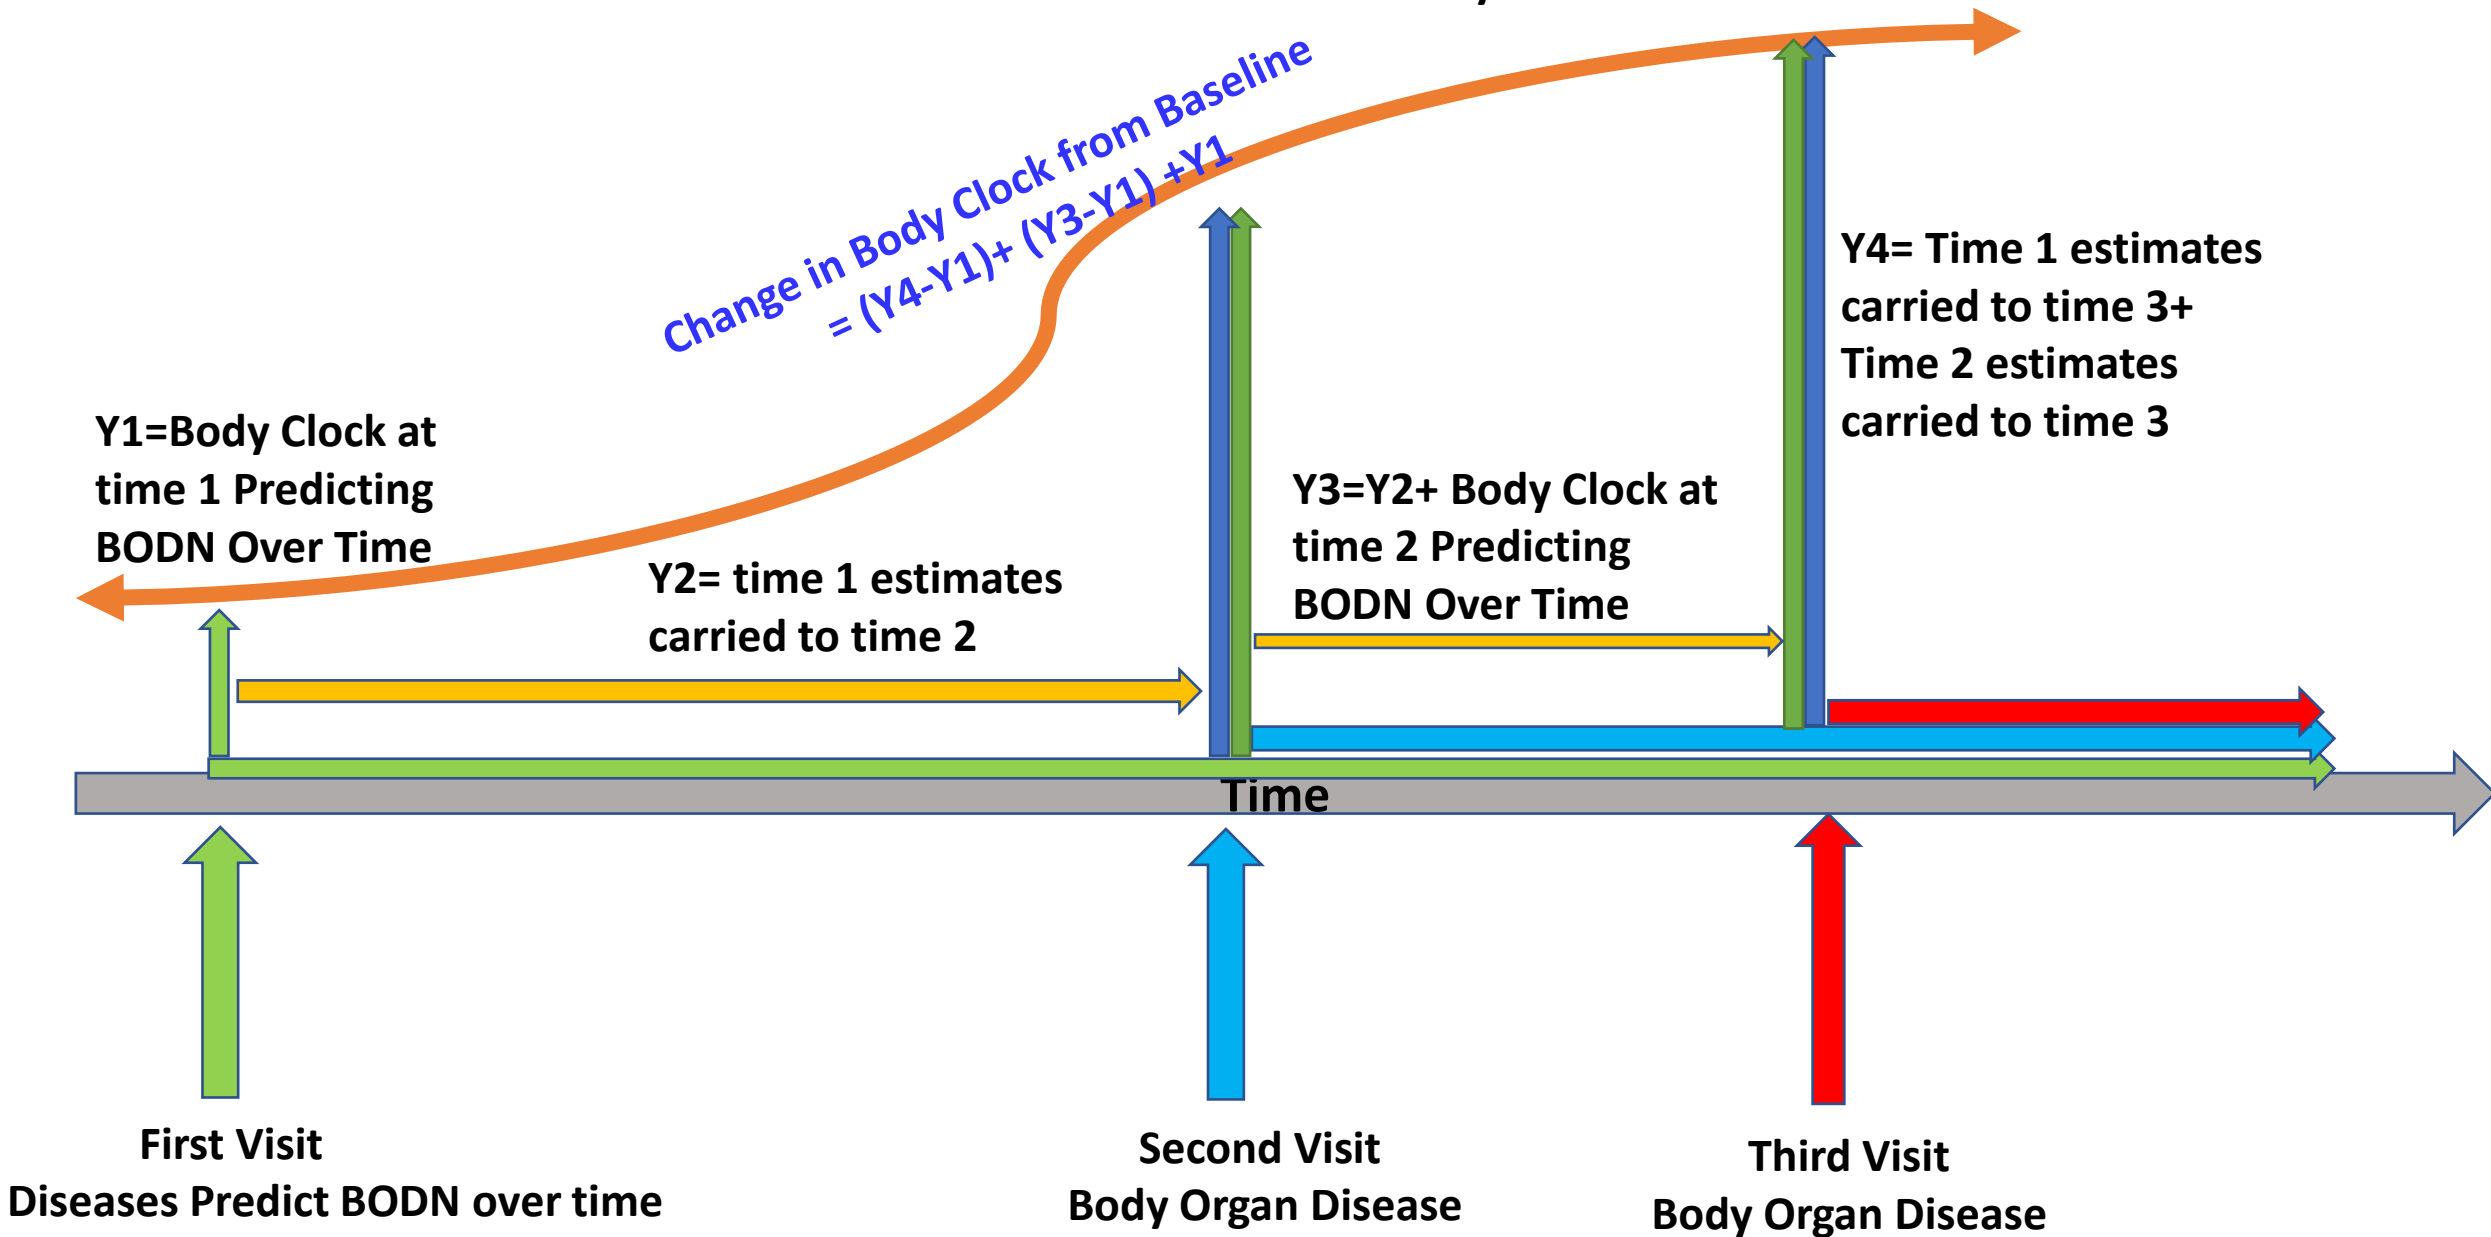 Change in Body Clock from Baseline
= (Y4-Y1)+ (Y3-Y1) +Y1
Y4= Time 1 estimates
carried to time 3+
Time 2 estimates
carried to time 3
Y1=Body Clock at
time 1 Predicting
BODN Over Time
Y3=Y2+ Body Clock at
time 2 Predicting
BODN Over Time
Y2= time 1 estimates
carried to time 2
Time
First Visit
Diseases Predict BODN over time
Second Visit
Body Organ Disease
Third Visit
Body Organ Disease